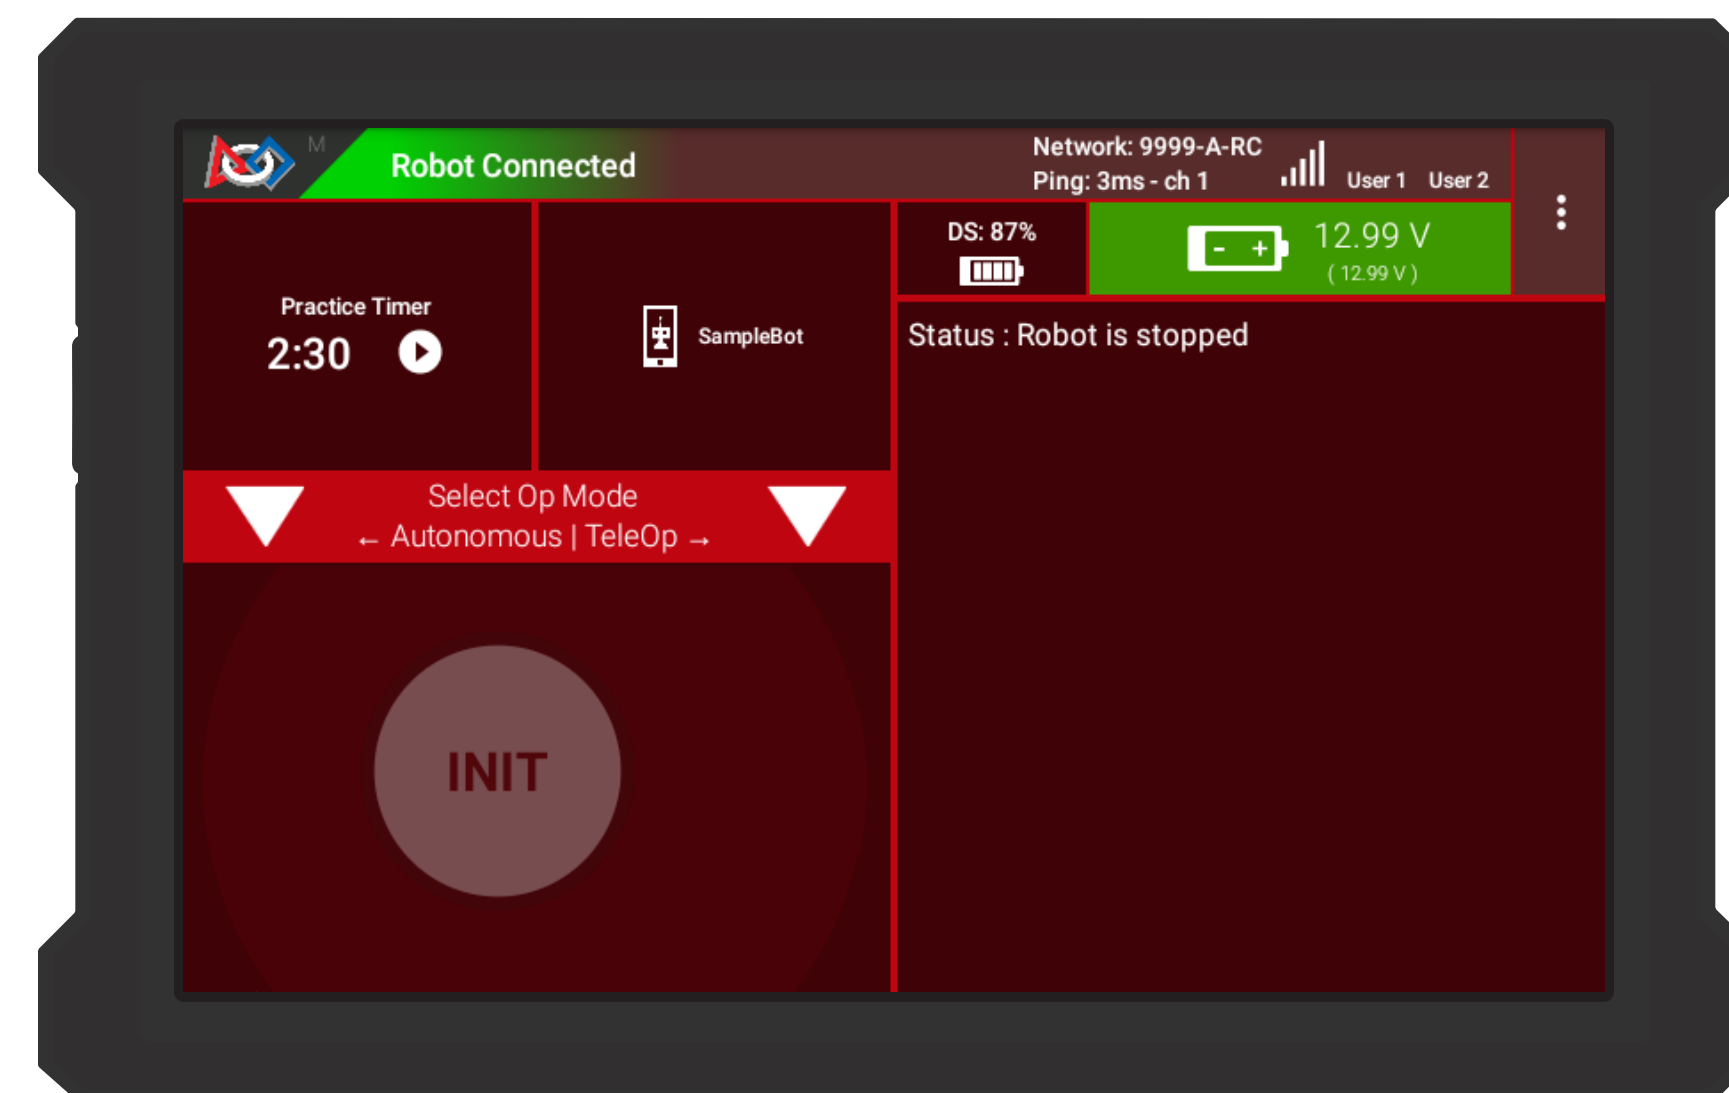 M
Robot Connected
Network: 9999-A-RC
Ping: 3ms - ch 1
User 1 User 2
DS: 87%
12.99 V
( 12.99 V )
Practice Timer
2:30
SampleBot
Status : Robot is stopped
Select Op Mode
← Autonomous | TeleOp →
INIT